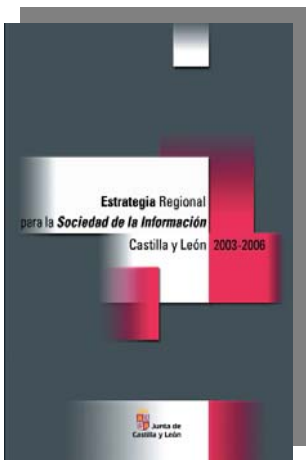 Estrategia Regional
para la Sociedad de la Información
Castilla y León 2003-2006
Junta de
Castilla y León